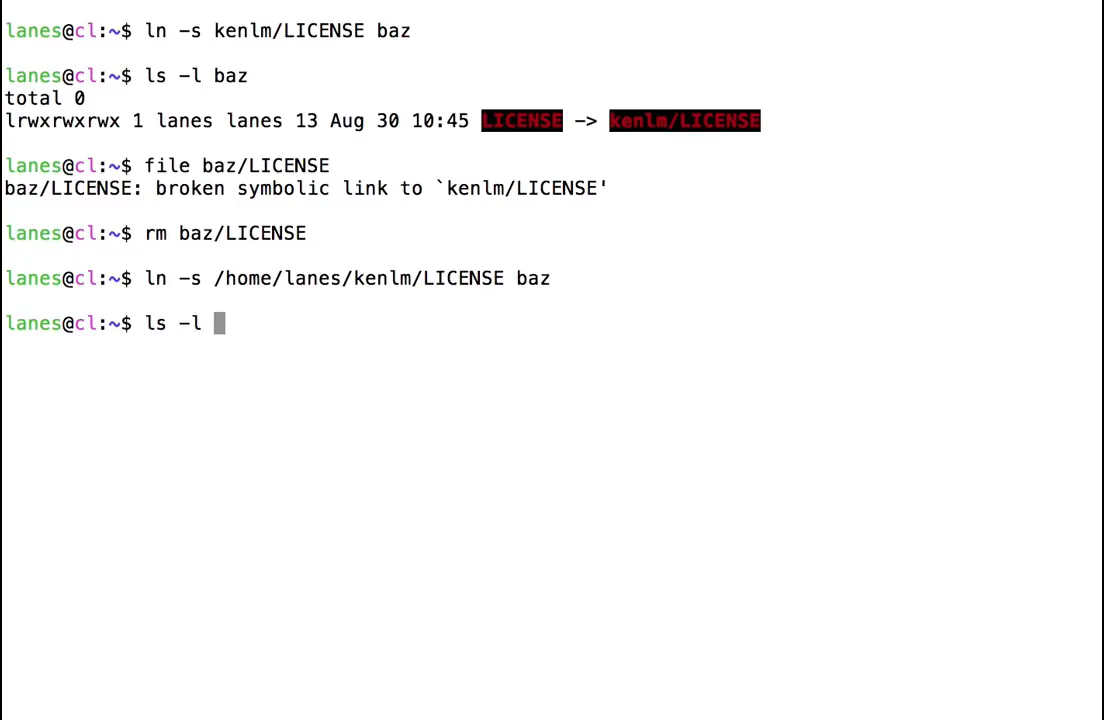 lanes@cl:~$ ln -s kenlm/LICENSE baz
lanes@cl:~$ ls -l baz
total 0
lrwxrwxrwx 1 lanes lanes 13 Aug 30 10:45 LICENSE -> kenlm/LICENSE
lanes@cl:~$ file baz/LICENSE
baz/LICENSE: broken symbolic link to `kenlm/LICENSE'
lanes@cl:~$ rm baz/LICENSE
lanes@cl:~$ ln -s /home/lanes/kenlm/LICENSE baz
lanes@cl:~$ ls -l